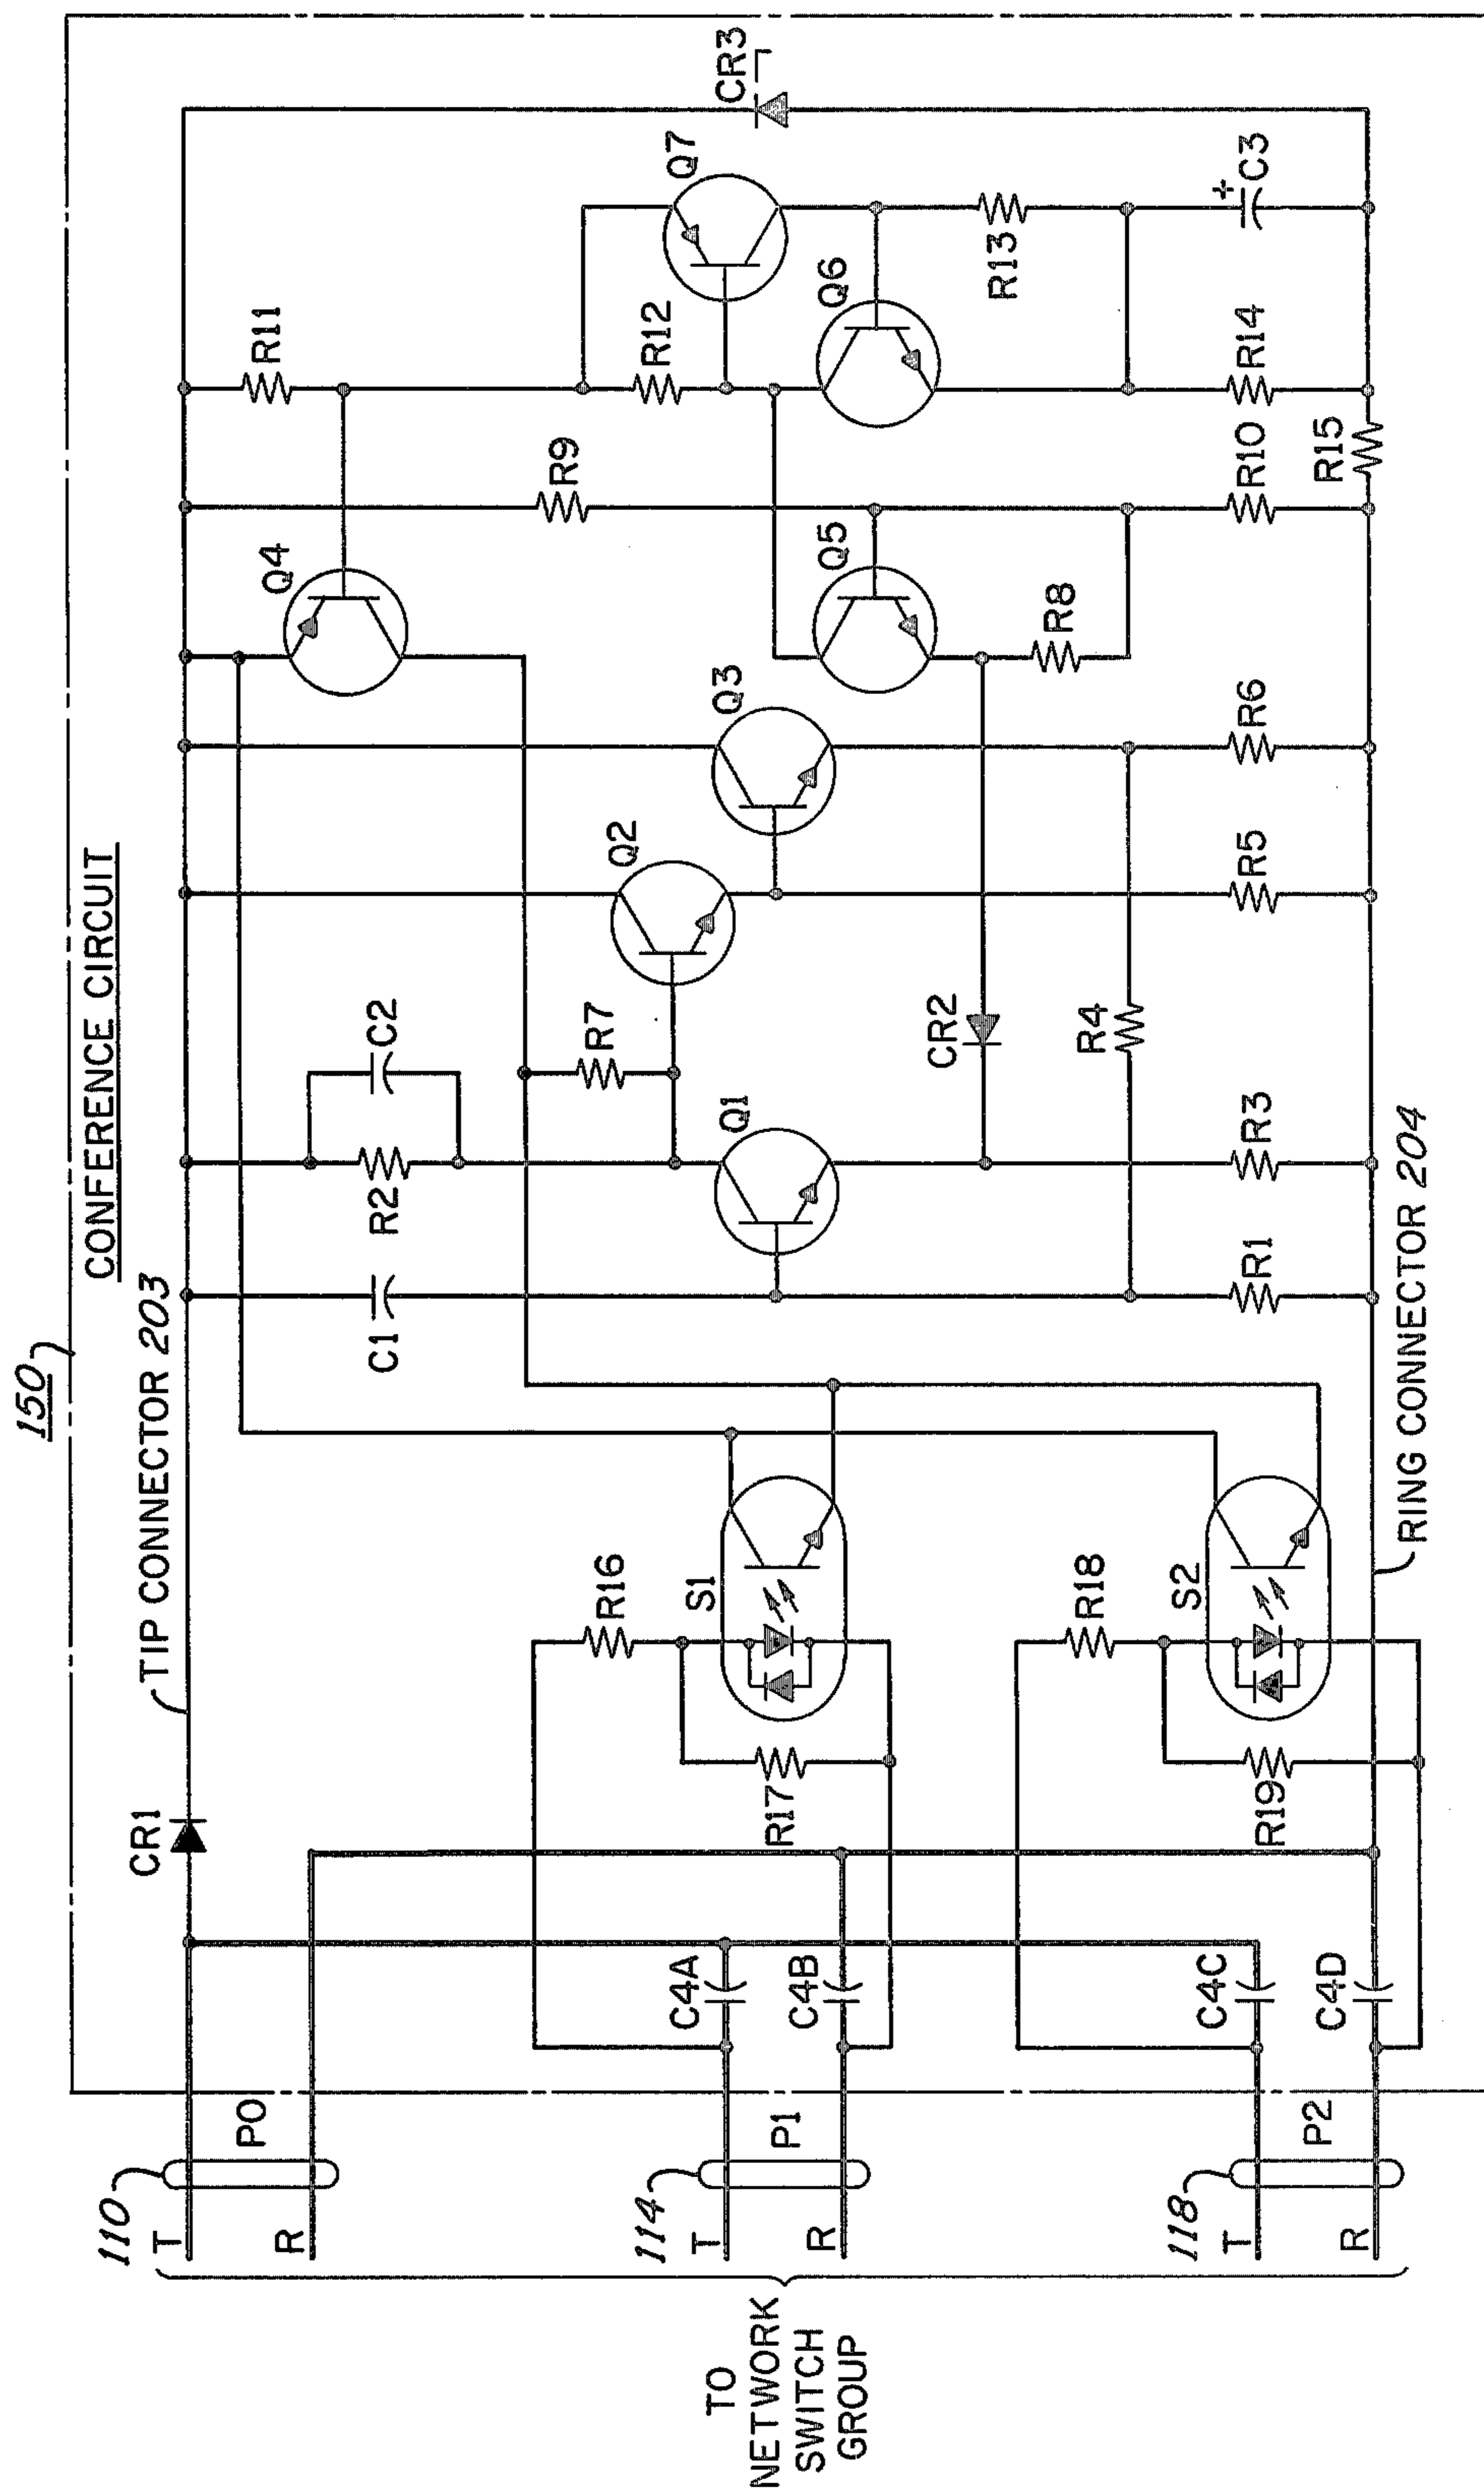 150
CONFERENCE CIRCUIT
TIP CONNECTOR 203
CR1
110
T
P0
R
114
T
P1
R
118
T
P2
R
TO
NETWORK
SWITCH
GROUP
C4A
C4B
C4C
C4D
R16
R17
S1
R18
R19
S2
C1
R2
C2
R7
Q1
Q2
Q3
Q4
Q5
Q6
Q7
CR2
CR3
R4
R1
R3
R5
R6
R8
R9
R10
R11
R12
R13
R14
R15
+
C3
RING CONNECTOR 204